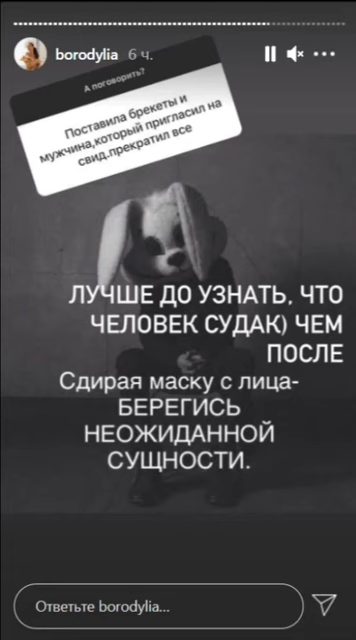 borodylia 6 ч.
А поговорить?
Поставила брекеты и
мужчина,который пригласил на
свид.прекратил все
ЛУЧШЕ ДО УЗНАТЬ, ЧТО
ЧЕЛОВЕК СУДАК) ЧЕМ
ПОСЛЕ
Сдирая маску с лица-
БЕРЕГИСЬ
НЕОЖИДАННОЙ
СУЩНОСТИ.
Ответьте borodylia...